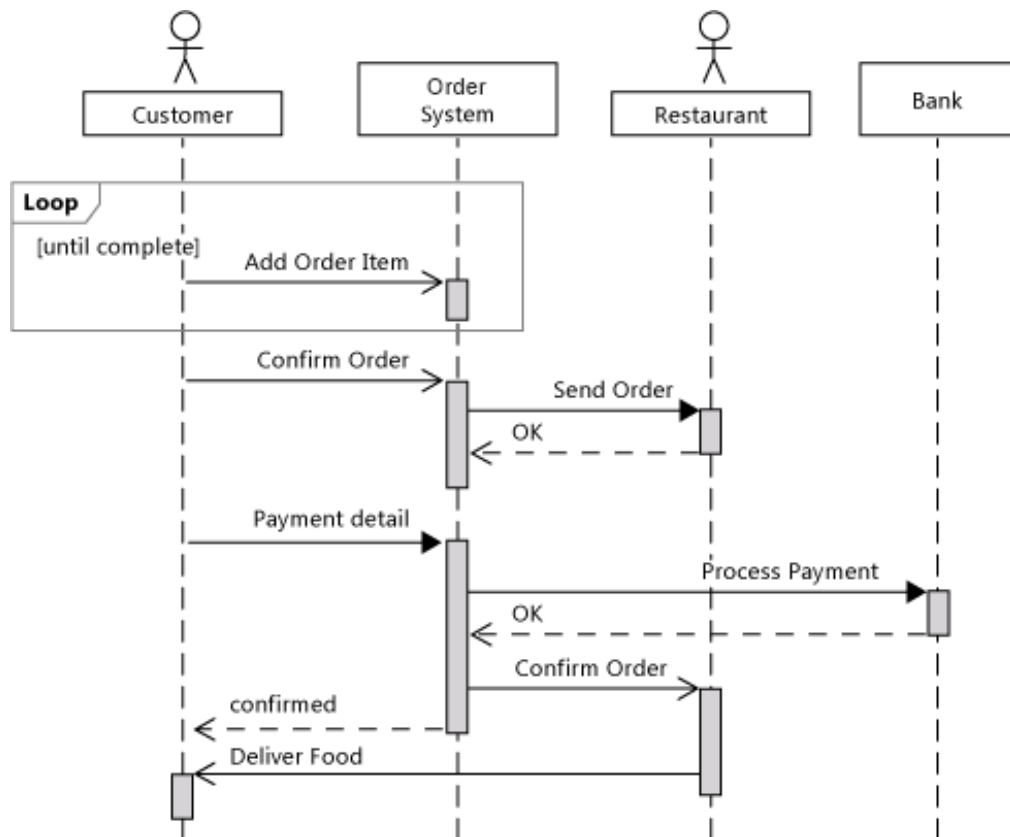 Customer
Order
System
Restaurant
Bank
Loop
[until complete]
Add Order Item
Confirm Order
Send Order
OK
Payment detail
Process Payment
OK
Confirm Order
confirmed
Deliver Food